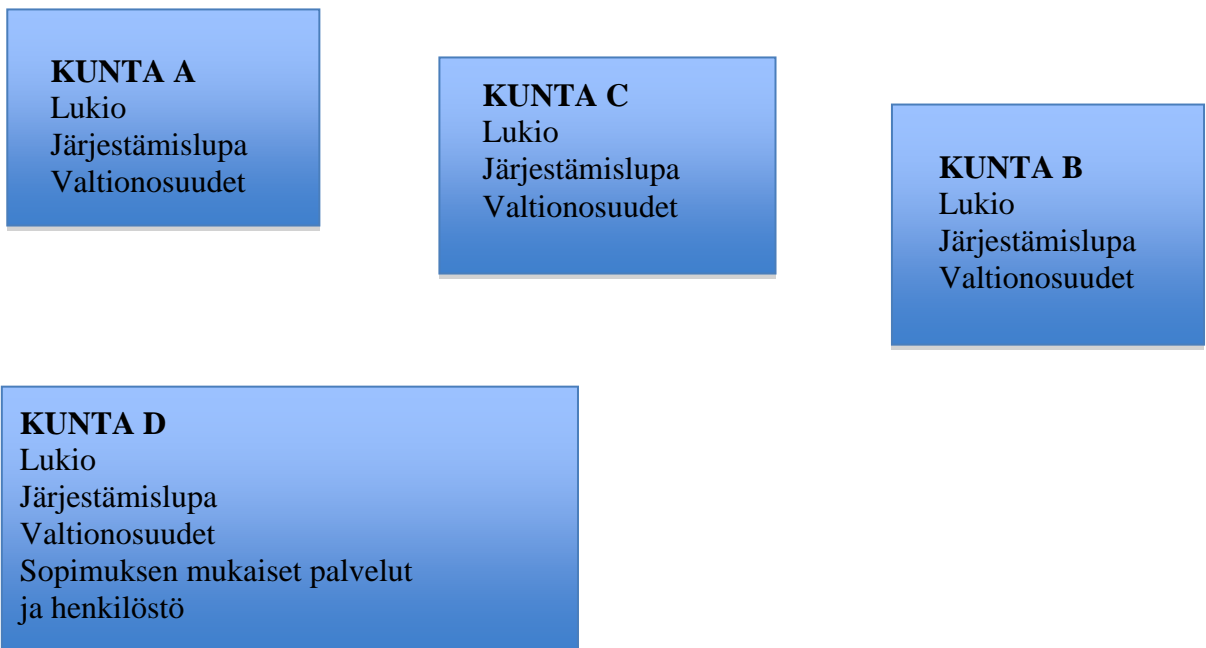 KUNTA A
Lukio
Järjestämislupa
Valtionosuudet
KUNTA C
Lukio
Järjestämislupa
Valtionosuudet
KUNTA B
Lukio
Järjestämislupa
Valtionosuudet
KUNTA D
Lukio
Järjestämislupa
Valtionosuudet
Sopimuksen mukaiset palvelut
ja henkilöstö